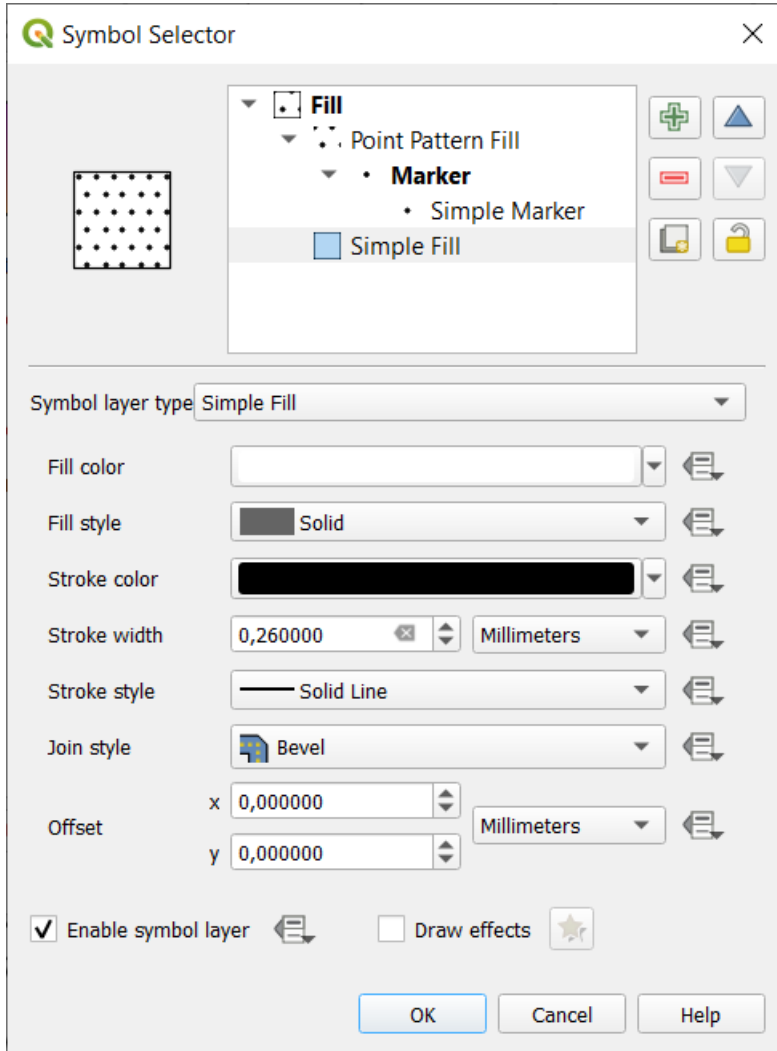 Symbol Selector
Fill
Point Pattern Fill
Marker
Simple Marker
Simple Fill
Symbol layer type Simple Fill
Fill color
Fill style Solid
Stroke color
Stroke width 0,260000 Millimeters
Stroke style Solid Line
Join style Bevel
x 0,000000
Offset Millimeters
y 0,000000
Enable symbol layer Draw effects
OK Cancel Help